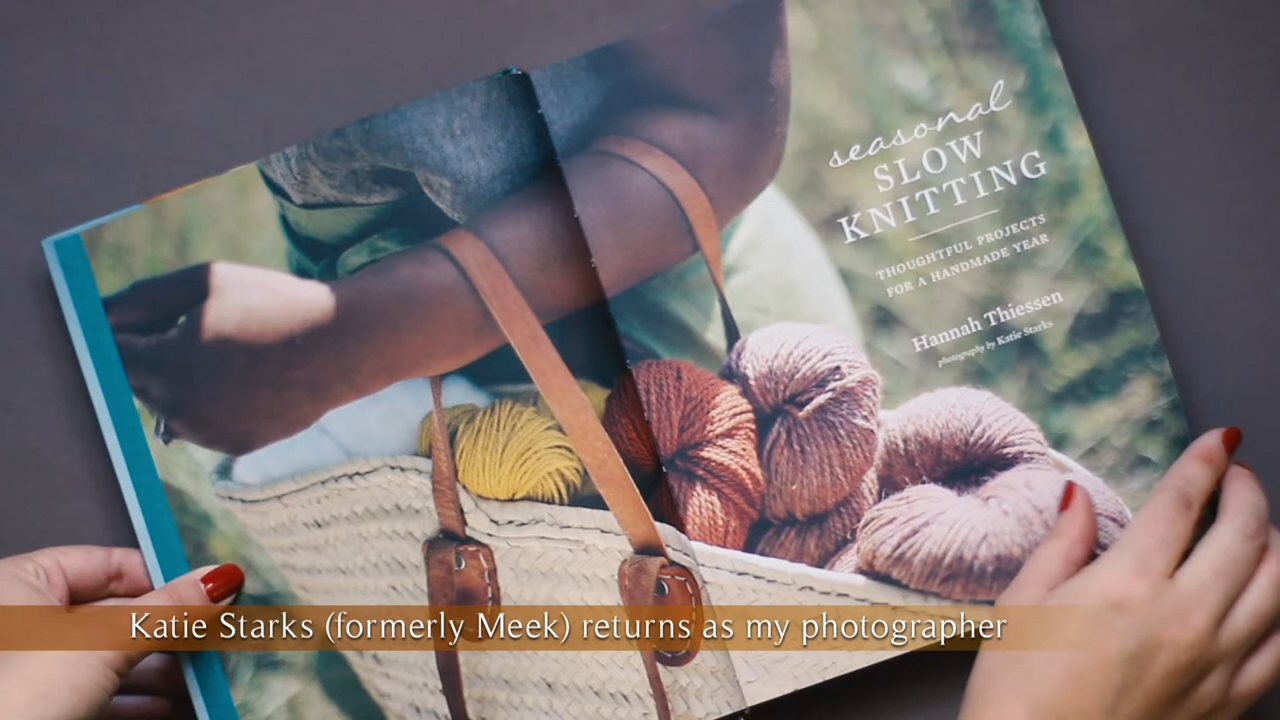 seasonal
SLOW
KNITTING
THOUGHTFUL PROJECTS
FOR A HANDMADE YEAR
Hannah Thiessen
photography by Katie Starks
Katie Starks (formerly Meek) returns as my photographer